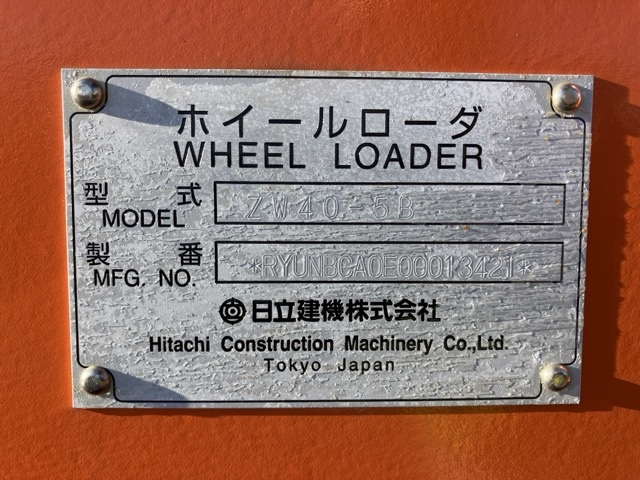 ホイールローダ
WHEEL LOADER
型式 ZW40-5B
MODEL
製番 *RYUNBCA0E00013421*
MFG. NO.
日立建機株式会社
Hitachi Construction Machinery Co.,Ltd.
Tokyo Japan